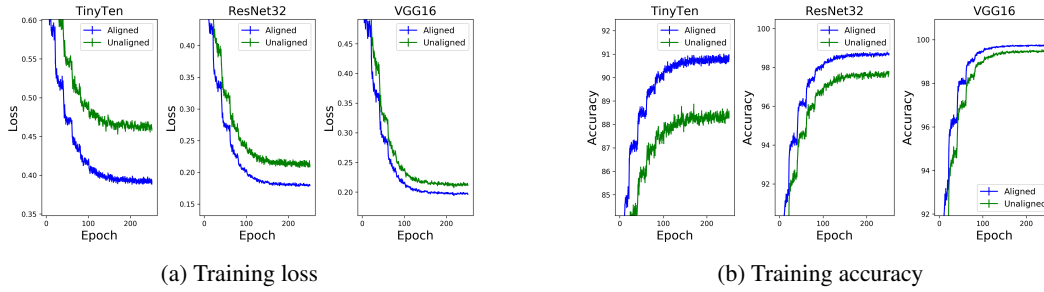 TinyTen
0.60
0.55
0.50
0.45
0.40
0.35
Loss
0
100
200
Epoch
Aligned
Unaligned
ResNet32
0.40
0.35
0.30
0.25
0.20
0.15
Loss
0
100
200
Epoch
Aligned
Unaligned
VGG16
0.45
0.40
0.35
0.30
0.25
0.20
Loss
0
100
200
Epoch
Aligned
Unaligned
(a) Training loss
TinyTen
92
91
90
89
88
87
86
85
Accuracy
0
100
200
Epoch
Aligned
Unaligned
ResNet32
100
98
96
94
92
Accuracy
0
100
200
Epoch
Aligned
Unaligned
VGG16
100
98
96
94
92
Accuracy
0
100
200
Epoch
Aligned
Unaligned
(b) Training accuracy